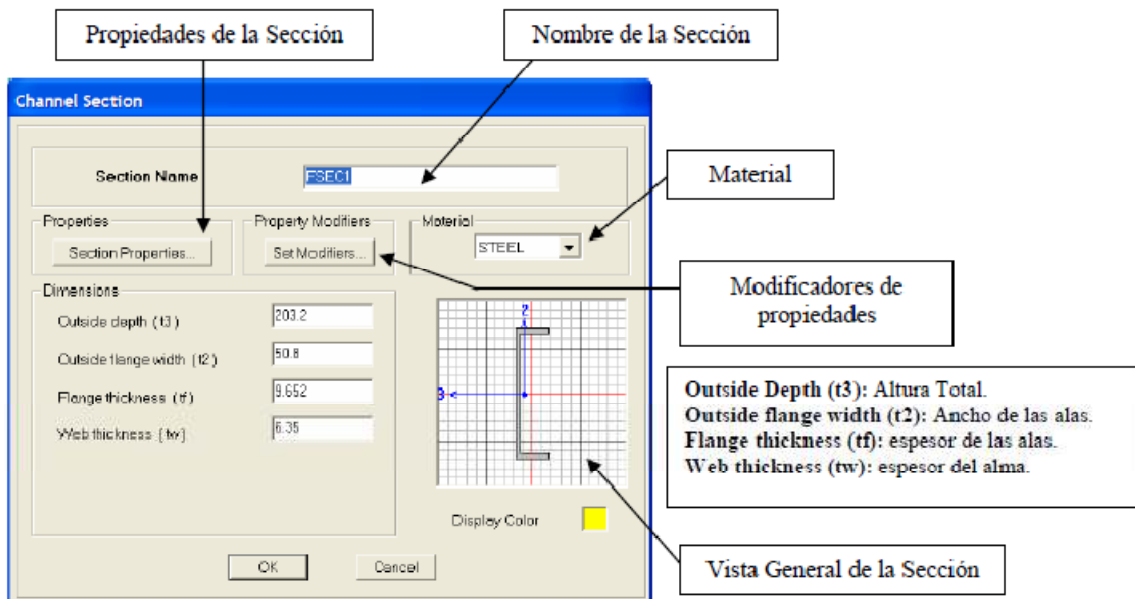 Propiedades de la Sección
Nombre de la Sección
Channel Section
Section Name
FSEC1
Material
Properties
Property Modifiers
Material
Section Properties...
Set Modifiers...
STEEL
Modificadores de
propiedades
Dimensions
Outside depth ( t3 )
203.2
Outside flange width ( t2 )
50.8
Flange thickness ( tf )
9.652
Web thickness ( tw )
6.35
2
3
Outside Depth (t3): Altura Total.
Outside flange width (t2): Ancho de las alas.
Flange thickness (tf): espesor de las alas.
Web thickness (tw): espesor del alma.
Display Color
OK
Cancel
Vista General de la Sección